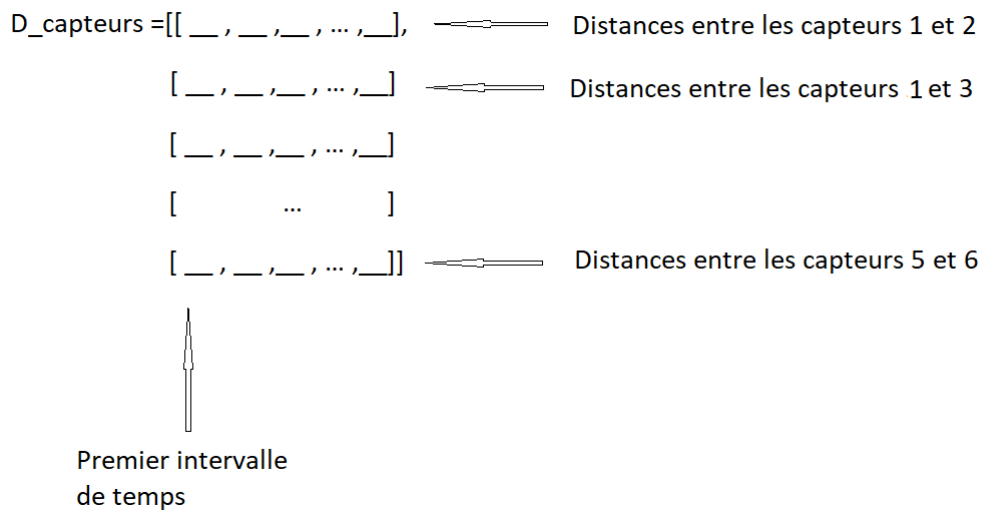 D_capteurs =[[ __ , __ ,__ , ... ,__], Distances entre les capteurs 1 et 2
[ __ , __ ,__ , ... ,__] Distances entre les capteurs 1 et 3
[ __ , __ ,__ , ... ,__]
[ ... ]
[ __ , __ ,__ , ... ,__]] Distances entre les capteurs 5 et 6
Premier intervalle
de temps